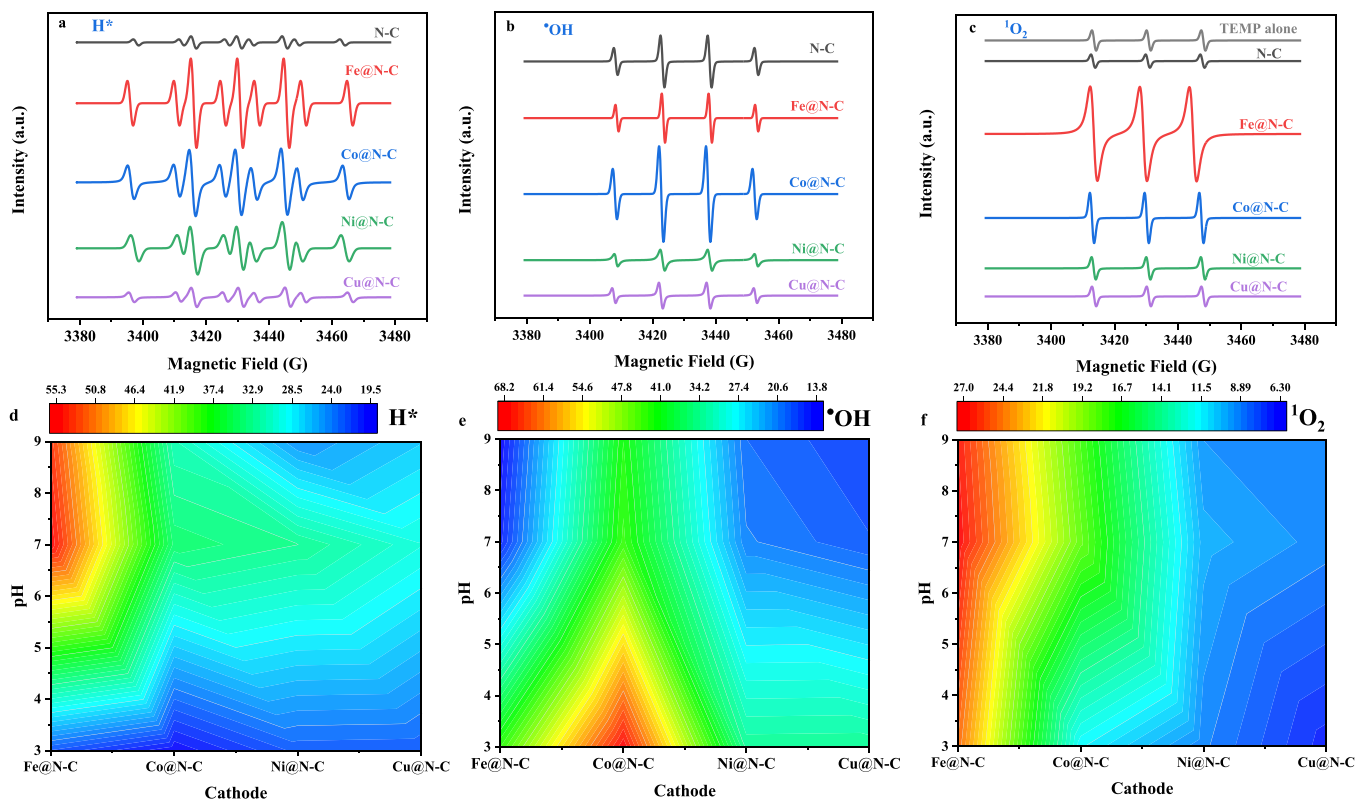 a
H*
N-C
Fe@N-C
Co@N-C
Ni@N-C
Cu@N-C
Intensity (a.u.)
3380 3400 3420 3440 3460 3480
Magnetic Field (G)
b
•OH
N-C
Fe@N-C
Co@N-C
Ni@N-C
Cu@N-C
Intensity (a.u.)
3380 3400 3420 3440 3460 3480
Magnetic Field (G)
c
¹O₂
TEMP alone
N-C
Fe@N-C
Co@N-C
Ni@N-C
Cu@N-C
Intensity (a.u.)
3380 3400 3420 3440 3460 3480
Magnetic Field (G)
55.3 50.8 46.4 41.9 37.4 32.9 28.5 24.0 19.5
d
H*
9
8
7
6
5
4
3
pH
Fe@N-C Co@N-C Ni@N-C Cu@N-C
Cathode
68.2 61.4 54.6 47.8 41.0 34.2 27.4 20.6 13.8
e
•OH
9
8
7
6
5
4
3
pH
Fe@N-C Co@N-C Ni@N-C Cu@N-C
Cathode
27.0 24.4 21.8 19.2 16.7 14.1 11.5 8.89 6.30
f
¹O₂
9
8
7
6
5
4
3
pH
Fe@N-C Co@N-C Ni@N-C Cu@N-C
Cathode